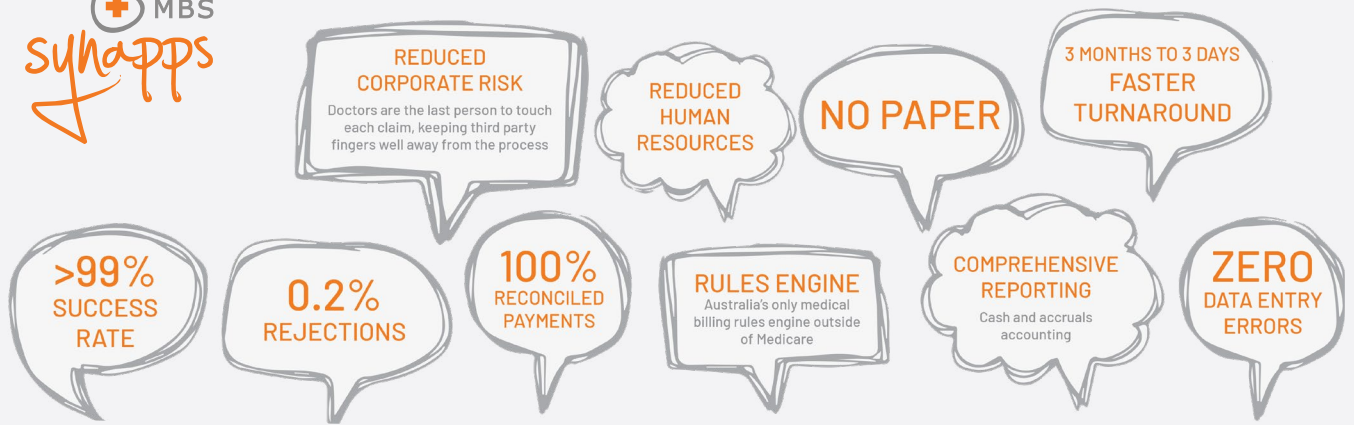 MBS
synapps
REDUCED
CORPORATE RISK
Doctors are the last person to touch
each claim, keeping third party
fingers well away from the process
REDUCED
HUMAN
RESOURCES
NO PAPER
3 MONTHS TO 3 DAYS
FASTER
TURNAROUND
>99%
SUCCESS
RATE
0.2%
REJECTIONS
100%
RECONCILED
PAYMENTS
RULES ENGINE
Australia's only medical
billing rules engine outside
of Medicare
COMPREHENSIVE
REPORTING
Cash and accruals
accounting
ZERO
DATA ENTRY
ERRORS